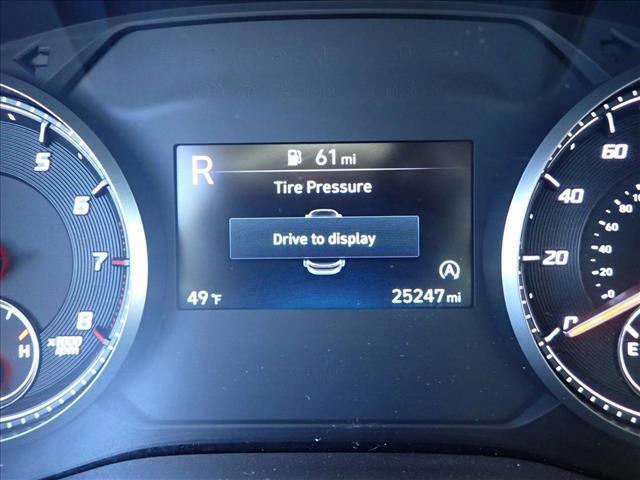 R
61 mi
Tire Pressure
Drive to display
A
49 °F
25247 mi
5
6
7
8
x1000
rpm
H
60
40
20
0
80
60
40
20
0
E